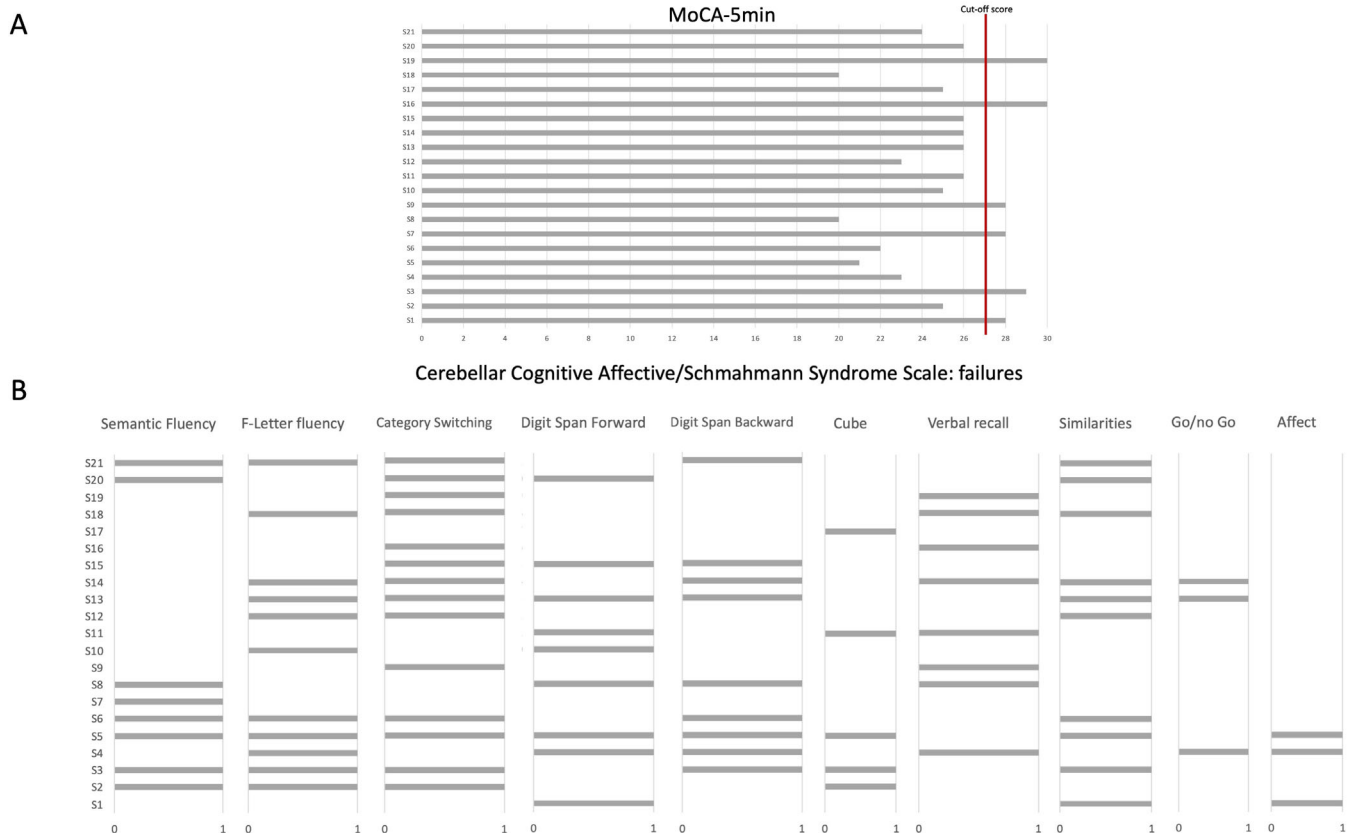 A
MoCA-5min
Cut-off score
S21
S20
S19
S18
S17
S16
S15
S14
S13
S12
S11
S10
S9
S8
S7
S6
S5
S4
S3
S2
S1
0 2 4 6 8 10 12 14 16 18 20 22 24 26 28 30
Cerebellar Cognitive Affective/Schmahmann Syndrome Scale: failures
B
Semantic Fluency F-Letter fluency Category Switching Digit Span Forward Digit Span Backward Cube Verbal recall Similarities Go/no Go Affect
S21
S20
S19
S18
S17
S16
S15
S14
S13
S12
S11
S10
S9
S8
S7
S6
S5
S4
S3
S2
S1
0 1 0 1 0 1 0 1 0 1 0 1 0 1 0 1 0 1 0 1